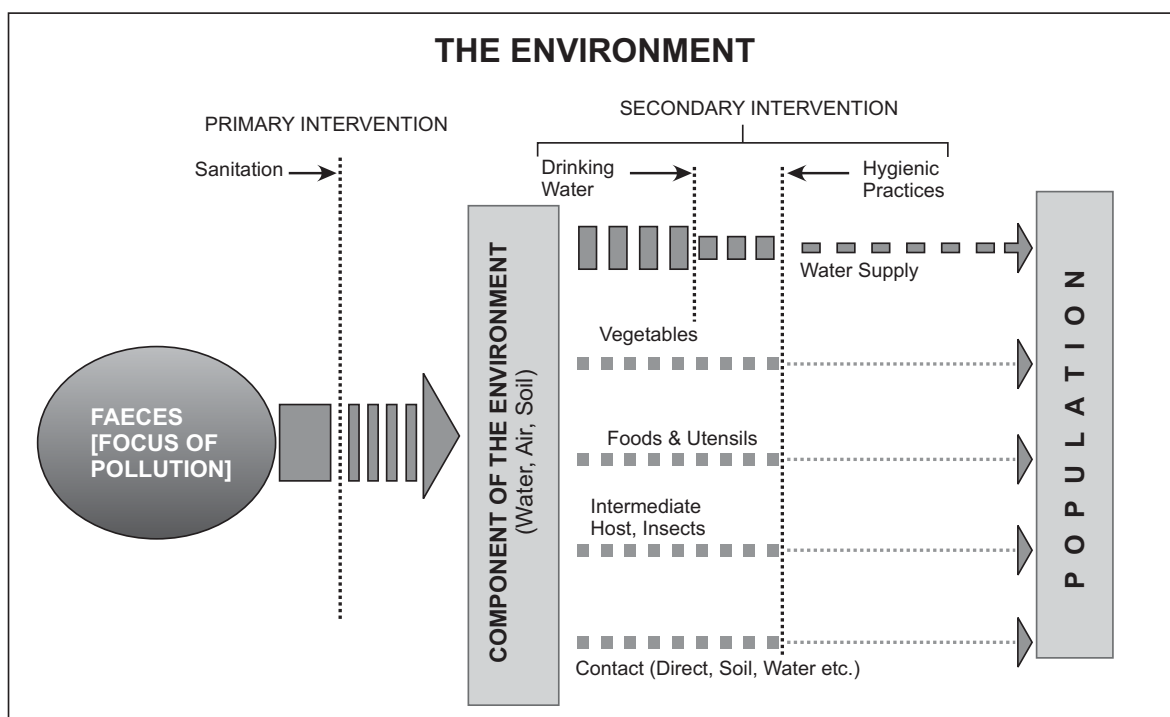 THE ENVIRONMENT
PRIMARY INTERVENTION
Sanitation
SECONDARY INTERVENTION
Drinking
Water
Hygienic
Practices
FAECES
[FOCUS OF
POLLUTION]
COMPONENT OF THE ENVIRONMENT
(Water, Air, Soil)
Water Supply
Vegetables
Foods & Utensils
Intermediate
Host, Insects
Contact (Direct, Soil, Water etc.)
POPULATION